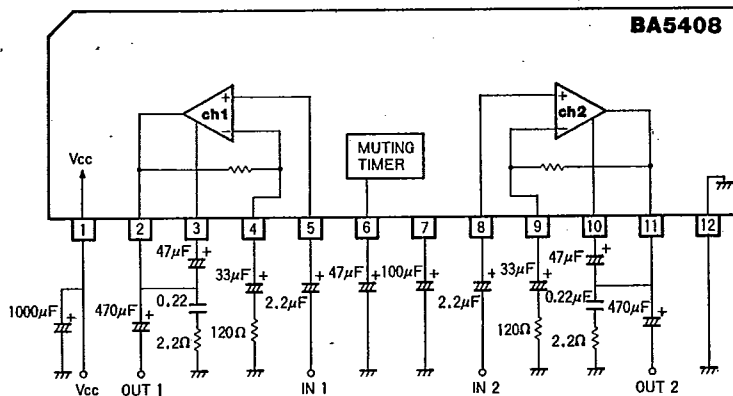 BA5408
ch1
ch2
Vcc
MUTING
TIMER
1
2
3
4
5
6
7
8
9
10
11
12
47μF
33μF
2.2μF
47μF
100μF
2.2μF
33μF
47μF
1000μF
470μF
0.22
2.2Ω
120Ω
120Ω
0.22μF
2.2Ω
470μF
Vcc
OUT 1
IN 1
IN 2
OUT 2